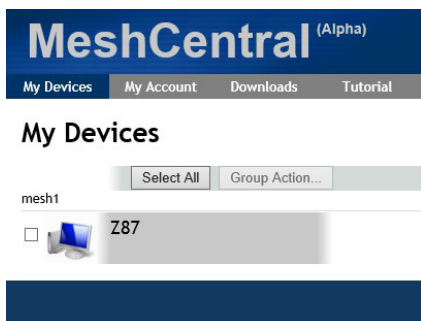 MeshCentral (Alpha)
My Devices My Account Downloads Tutorial
My Devices
Select All Group Action...
mesh1
Z87